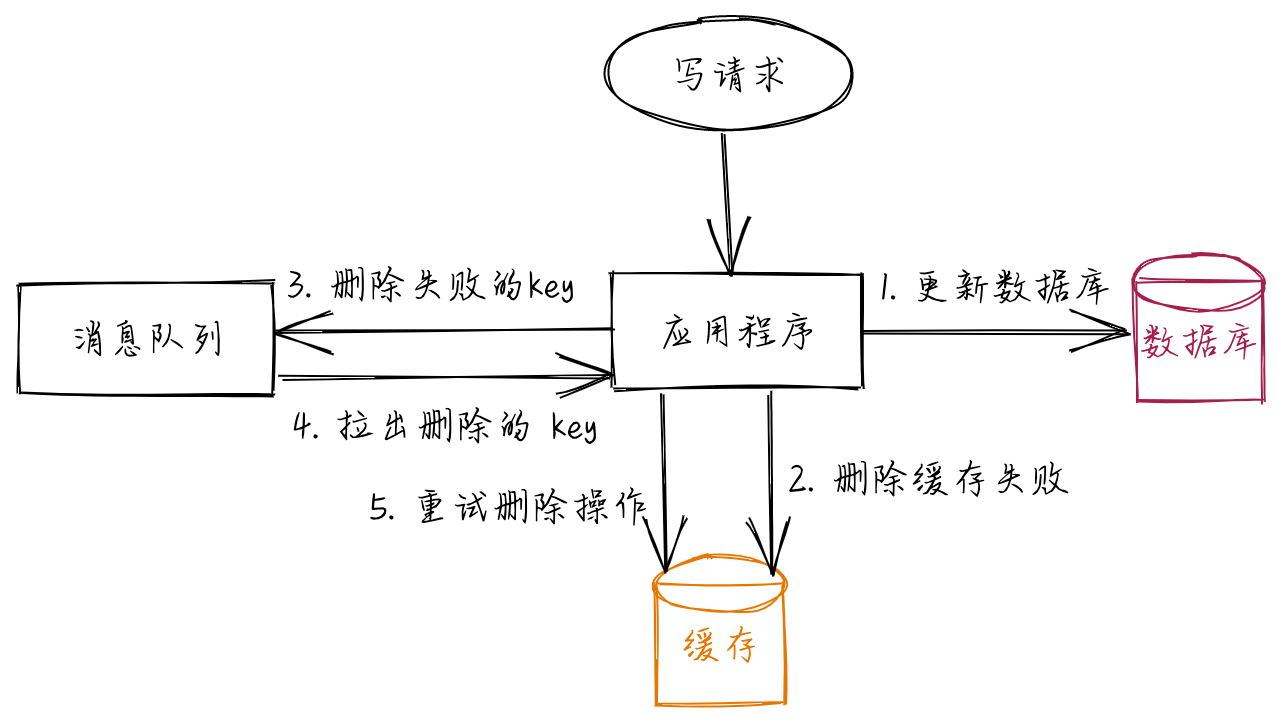 写请求
3. 删除失败的key
1. 更新数据库
消息队列
应用程序
数据库
4. 拉出删除的 key
2. 删除缓存失败
5. 重试删除操作
缓存